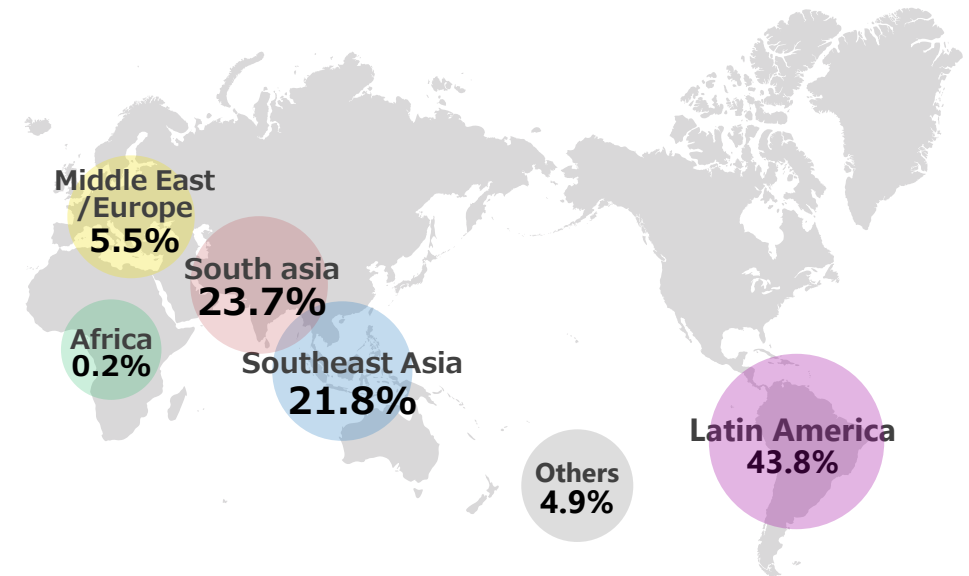 Middle East
/Europe
5.5%
South asia
23.7%
Africa
0.2%
Southeast Asia
21.8%
Latin America
43.8%
Others
4.9%